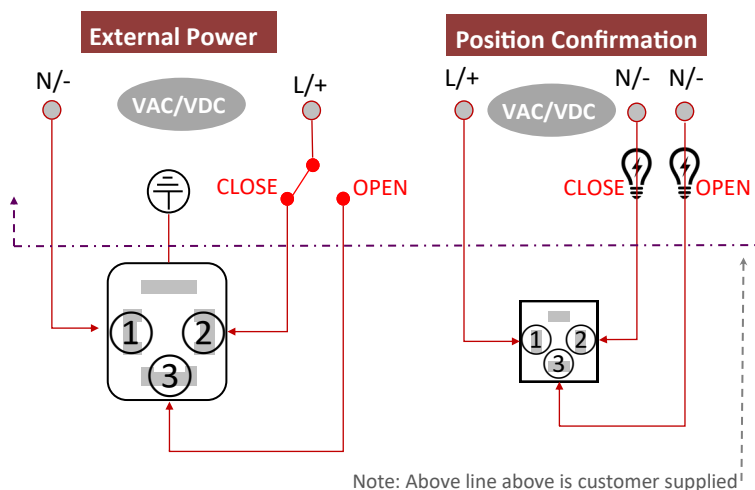 External Power
Position Confirmation
N/-
L/+
L/+
N/-
N/-
VAC/VDC
VAC/VDC
CLOSE
OPEN
CLOSE
OPEN
1
2
3
1
2
3
Note: Above line above is customer supplied